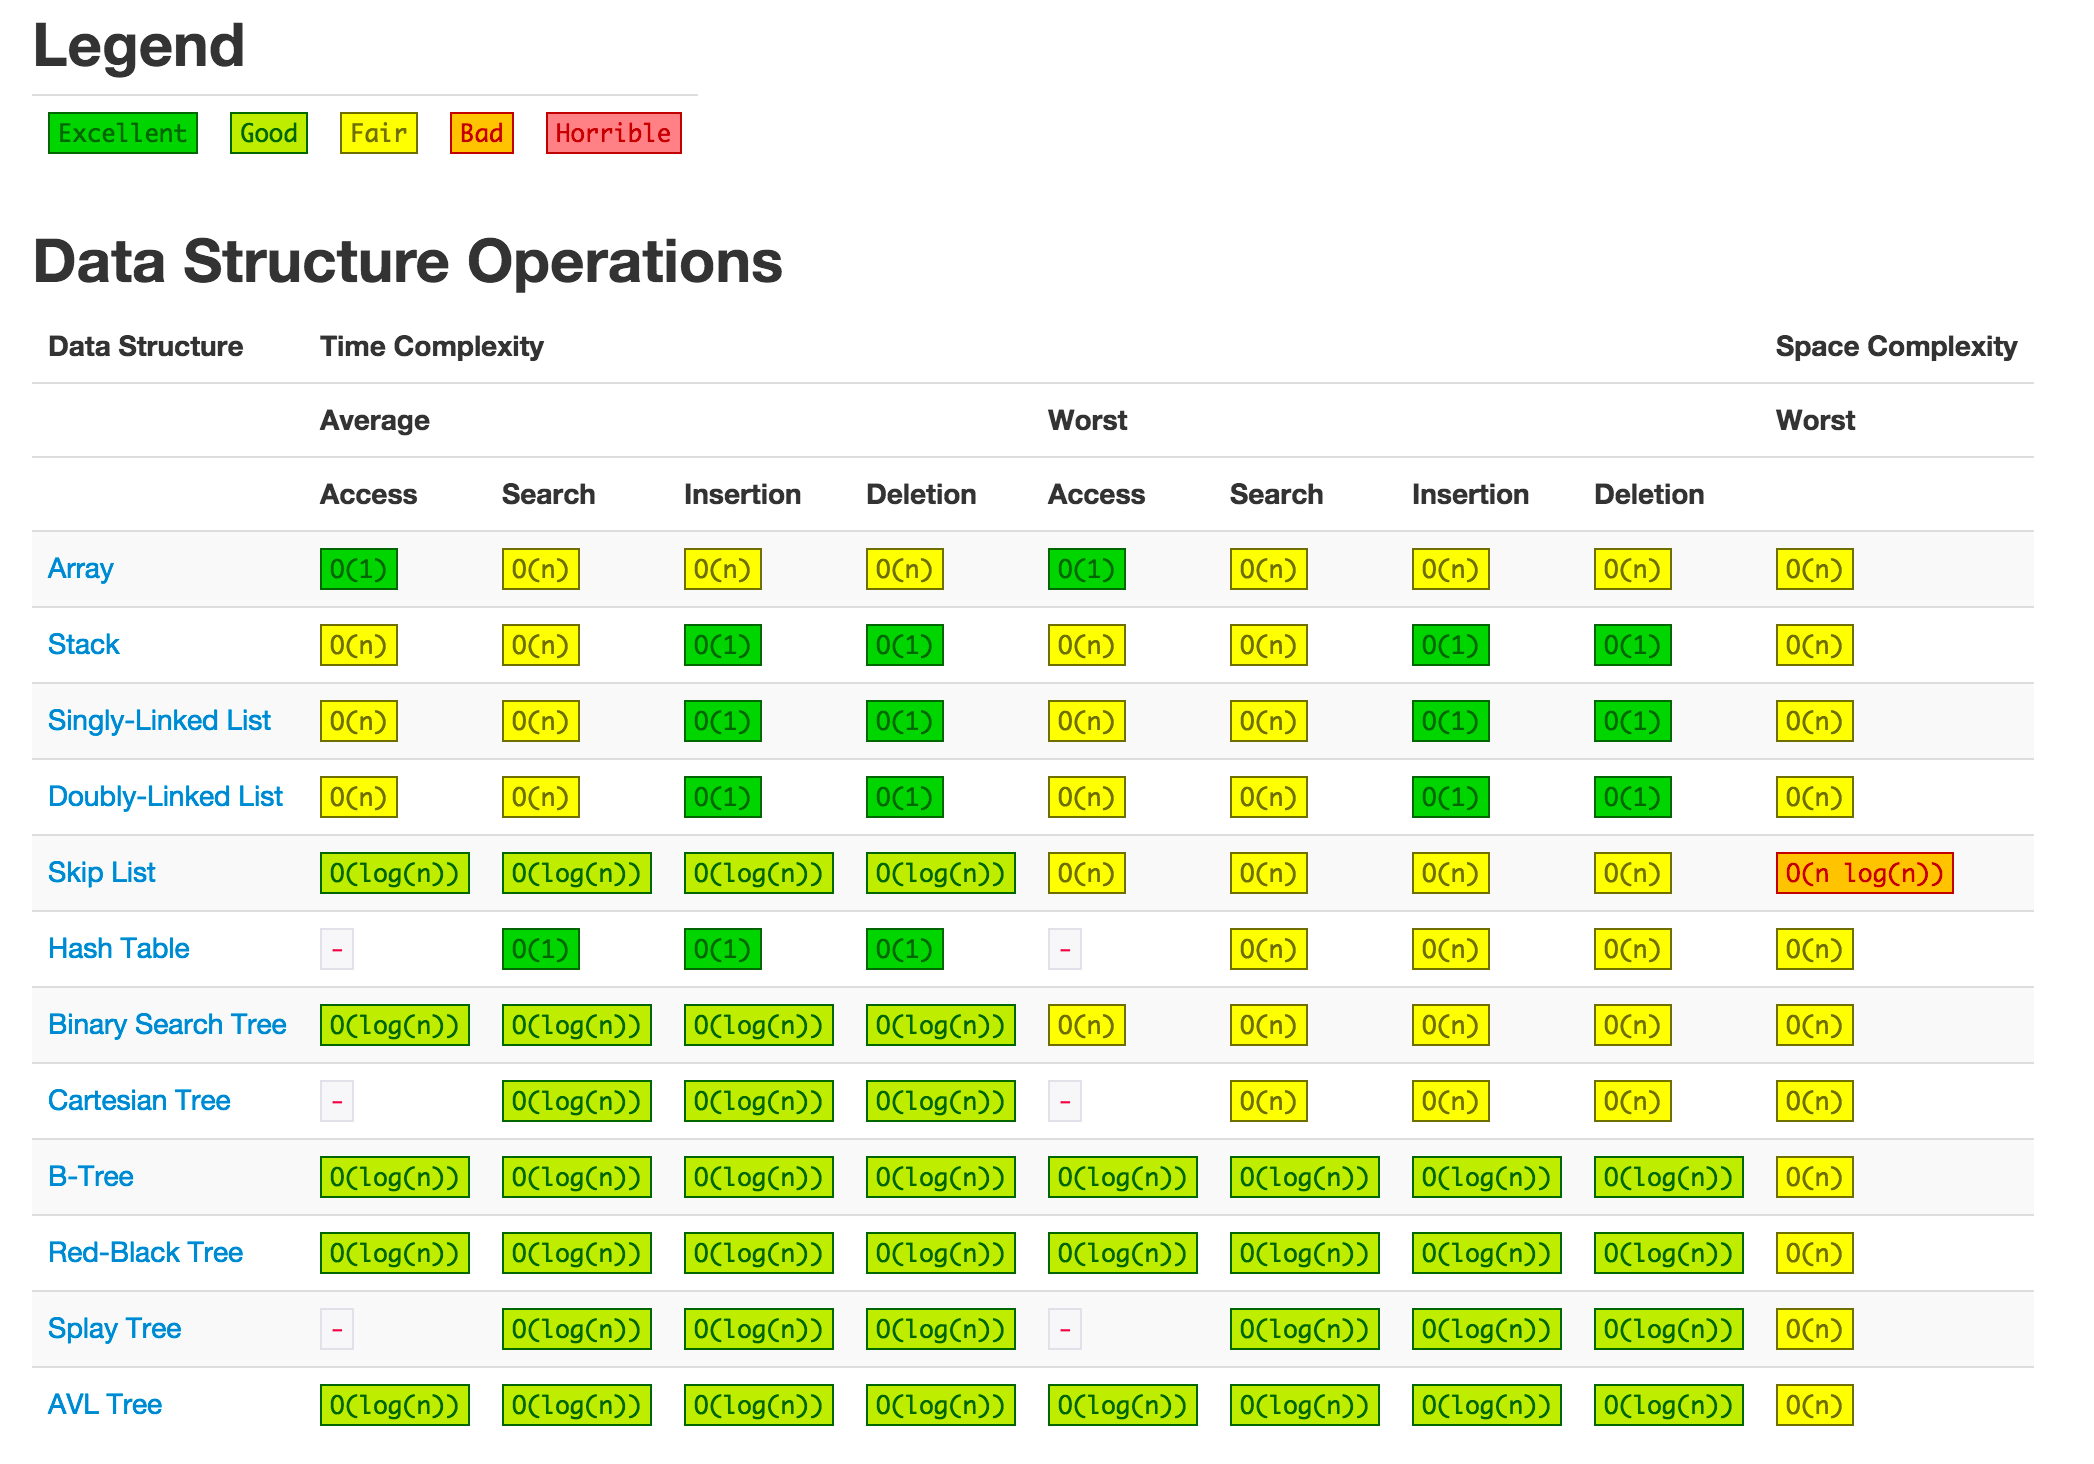 Legend
Excellent Good Fair Bad Horrible
Data Structure Operations
Data Structure Time Complexity Space Complexity
Average Worst Worst
Access Search Insertion Deletion Access Search Insertion Deletion
Array O(1) O(n) O(n) O(n) O(1) O(n) O(n) O(n) O(n)
Stack O(n) O(n) O(1) O(1) O(n) O(n) O(1) O(1) O(n)
Singly-Linked List O(n) O(n) O(1) O(1) O(n) O(n) O(1) O(1) O(n)
Doubly-Linked List O(n) O(n) O(1) O(1) O(n) O(n) O(1) O(1) O(n)
Skip List O(log(n)) O(log(n)) O(log(n)) O(log(n)) O(n) O(n) O(n) O(n) O(n log(n))
Hash Table - O(1) O(1) O(1) - O(n) O(n) O(n) O(n)
Binary Search Tree O(log(n)) O(log(n)) O(log(n)) O(log(n)) O(n) O(n) O(n) O(n) O(n)
Cartesian Tree - O(log(n)) O(log(n)) O(log(n)) - O(n) O(n) O(n) O(n)
B-Tree O(log(n)) O(log(n)) O(log(n)) O(log(n)) O(log(n)) O(log(n)) O(log(n)) O(log(n)) O(n)
Red-Black Tree O(log(n)) O(log(n)) O(log(n)) O(log(n)) O(log(n)) O(log(n)) O(log(n)) O(log(n)) O(n)
Splay Tree - O(log(n)) O(log(n)) O(log(n)) - O(log(n)) O(log(n)) O(log(n)) O(n)
AVL Tree O(log(n)) O(log(n)) O(log(n)) O(log(n)) O(log(n)) O(log(n)) O(log(n)) O(log(n)) O(n)